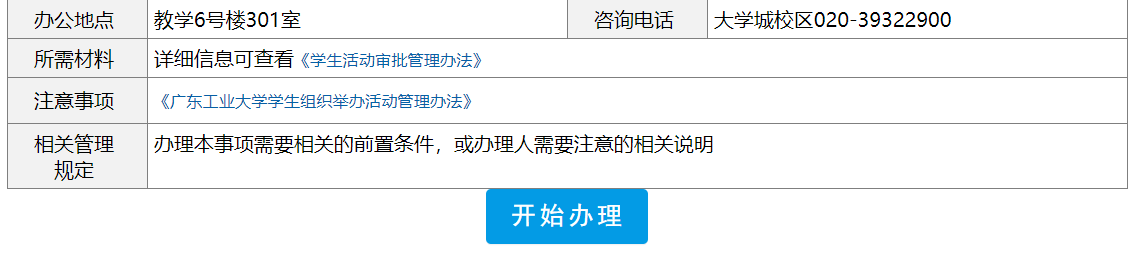 办公地点 教学6号楼301室 咨询电话 大学城校区020-39322900
所需材料 详细信息可查看《学生活动审批管理办法》
注意事项 《广东工业大学学生组织举办活动管理办法》
相关管理 办理本事项需要相关的前置条件，或办理人需要注意的相关说明
规定
开始办理